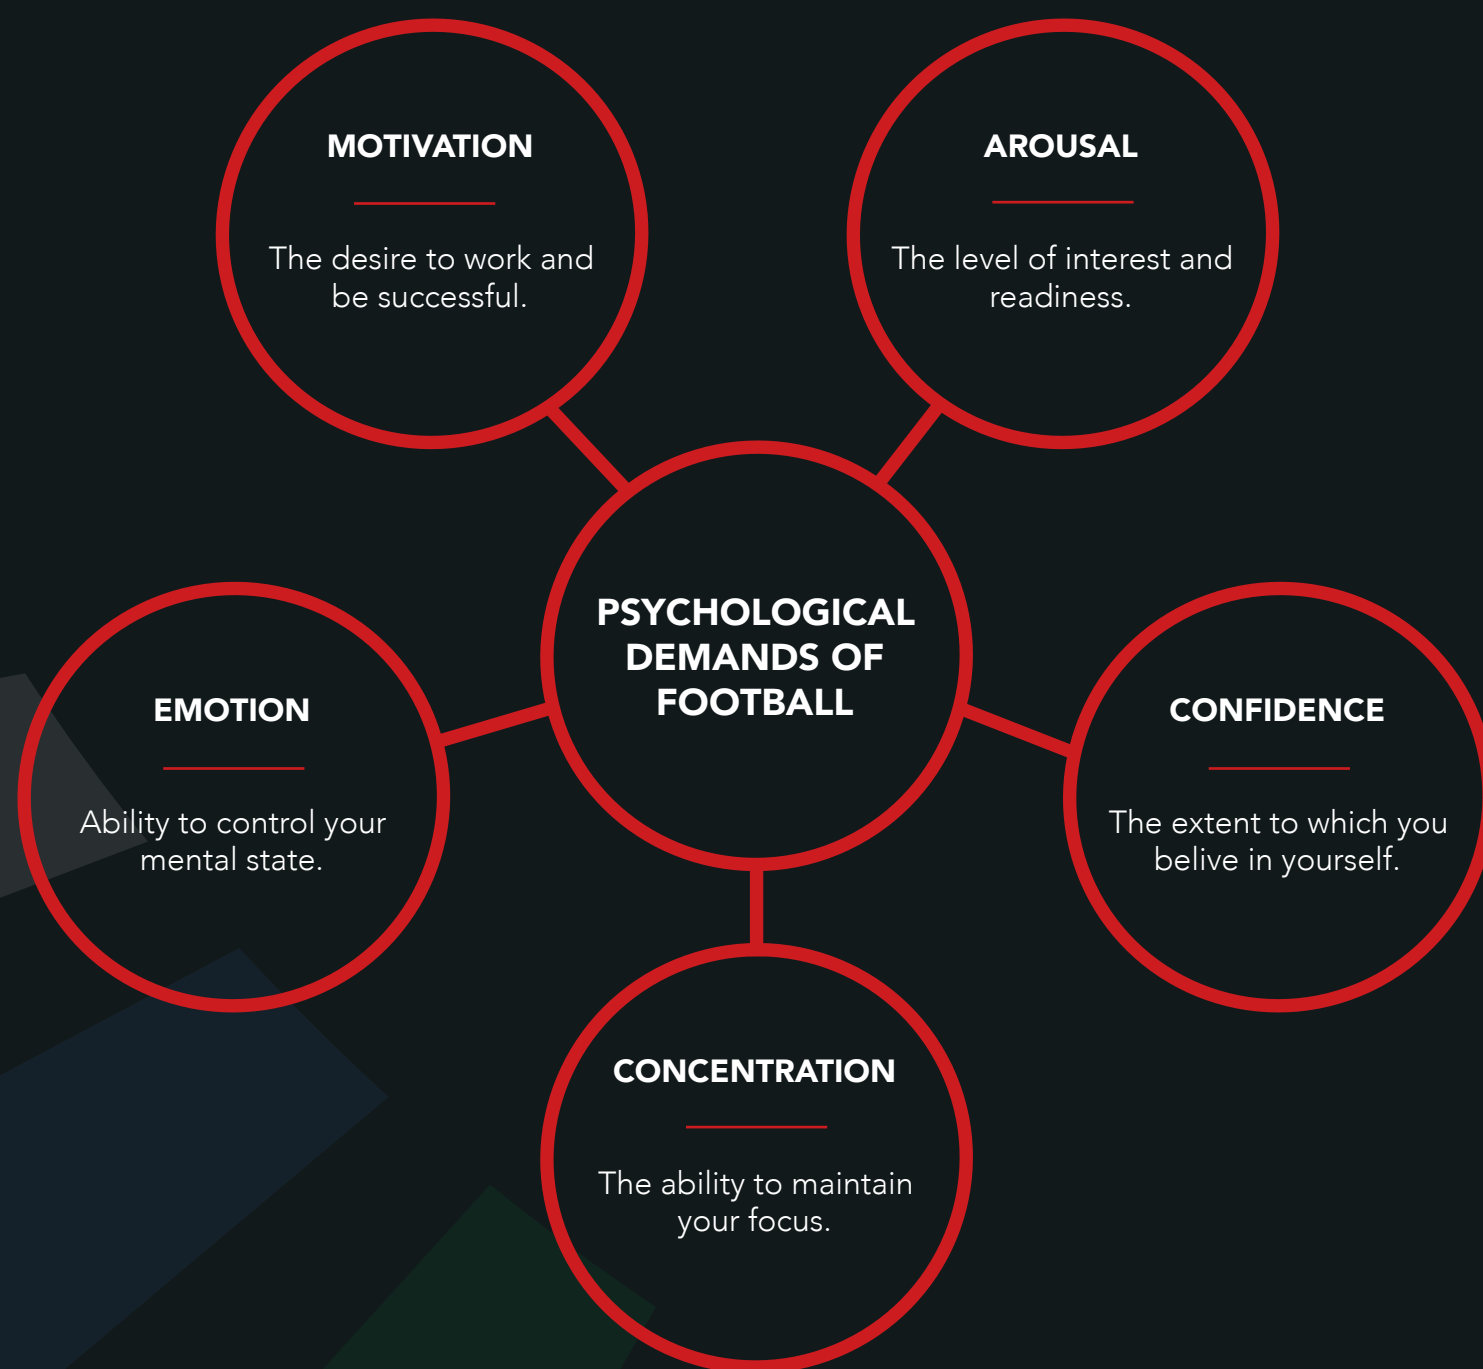 MOTIVATION
The desire to work and
be successful.
AROUSAL
The level of interest and
readiness.
PSYCHOLOGICAL
DEMANDS OF
FOOTBALL
EMOTION
Ability to control your
mental state.
CONFIDENCE
The extent to which you
belive in yourself.
CONCENTRATION
The ability to maintain
your focus.